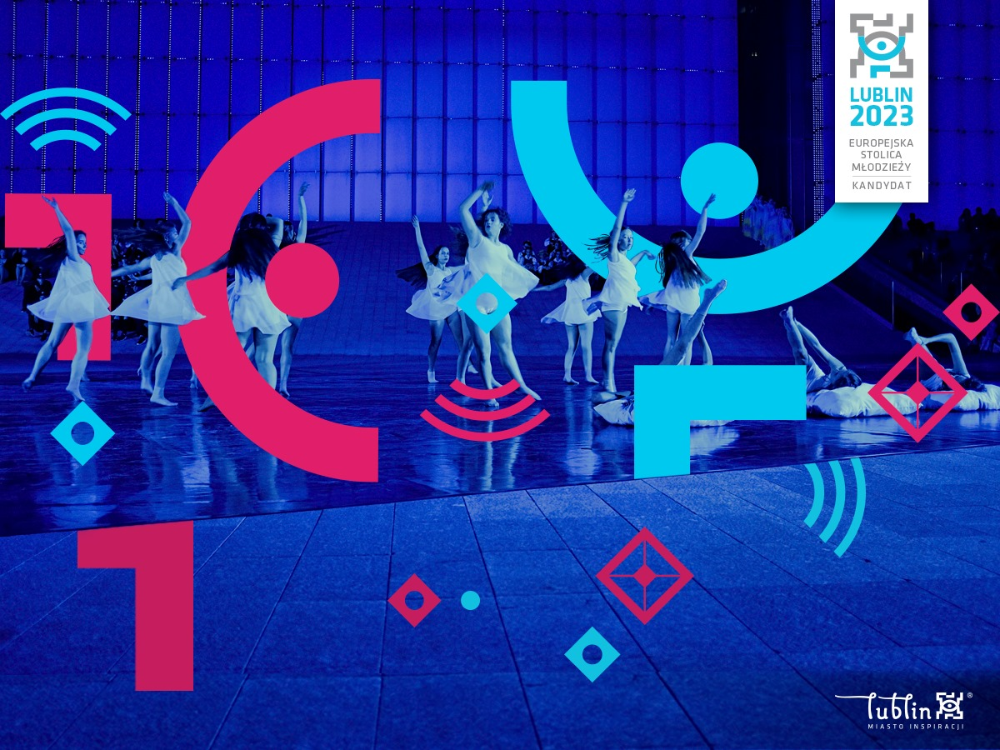 LUBLIN
2023
EUROPEJSKA
STOLICA
MŁODZIEŻY
KANDYDAT
lublin ®
MIASTO INSPIRACJI